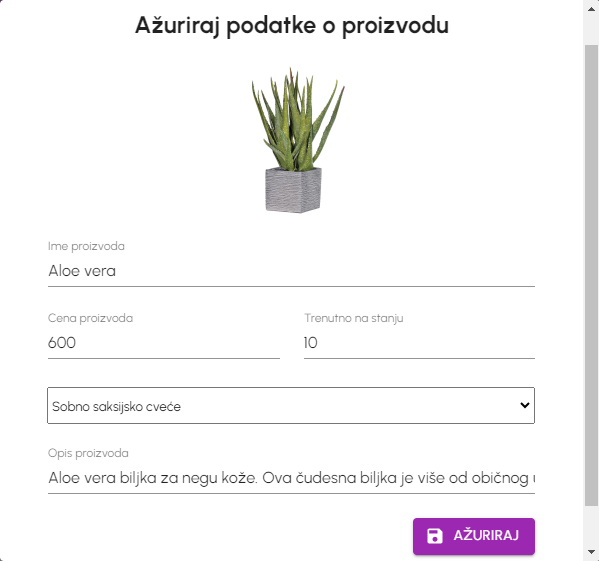 Ažuriraj podatke o proizvodu
Ime proizvoda
Aloe vera
Cena proizvoda
Trenutno na stanju
600
10
Sobno saksijsko cveće
Opis proizvoda
Aloe vera biljka za negu kože. Ova čudesna biljka je više od običnog
AŽURIRAJ